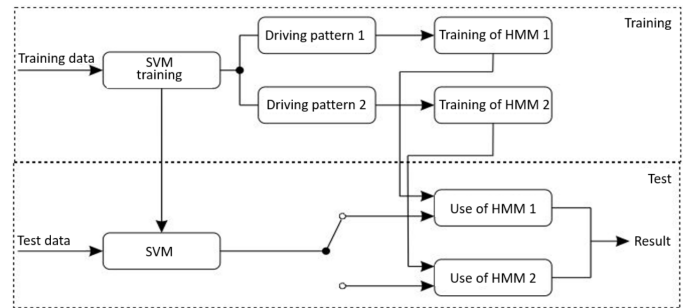 Training
Driving pattern 1
Training of HMM 1
Training data
SVM
training
Driving pattern 2
Training of HMM 2
Test
Use of HMM 1
Test data
SVM
Result
Use of HMM 2